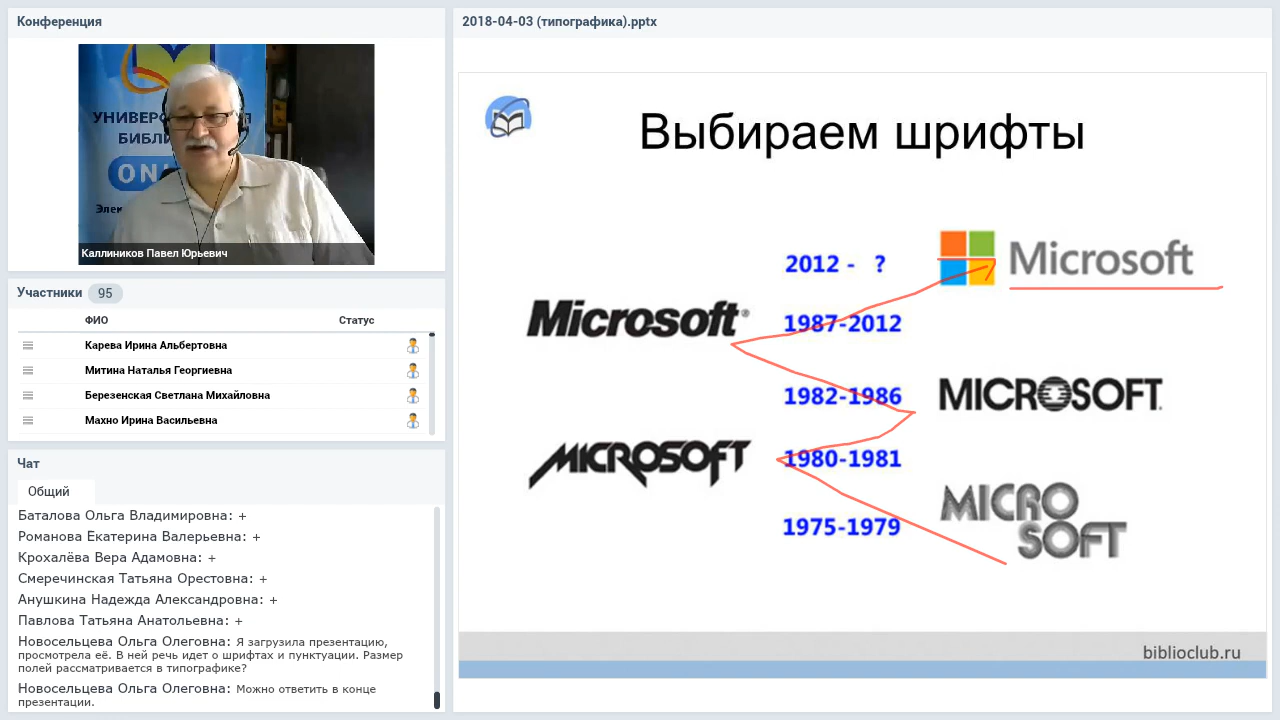 Конференция
УНИВЕРС
БИБЛИ
ON
Элек
Каллиников Павел Юрьевич
Участники 95
ФИО Статус
Карева Ирина Альбертовна
Митина Наталья Георгиевна
Березенская Светлана Михайловна
Махно Ирина Васильевна
Чат
Общий
Баталова Ольга Владимировна: +
Романова Екатерина Валерьевна: +
Крохалёва Вера Адамовна: +
Смеречинская Татьяна Орестовна: +
Анушкина Надежда Александровна: +
Павлова Татьяна Анатольевна: +
Новосельцева Ольга Олеговна: Я загрузила презентацию,
просмотрела её. В ней речь идет о шрифтах и пунктуации. Размер
полей рассматривается в типографике?
Новосельцева Ольга Олеговна: Можно ответить в конце
презентации.
2018-04-03 (типографика).pptx
Выбираем шрифты
2012 - ? Microsoft
Microsoft® 1987-2012
1982-1986 MICROSOFT.
MICROSOFT 1980-1981
1975-1979 MICRO
SOFT
biblioclub.ru